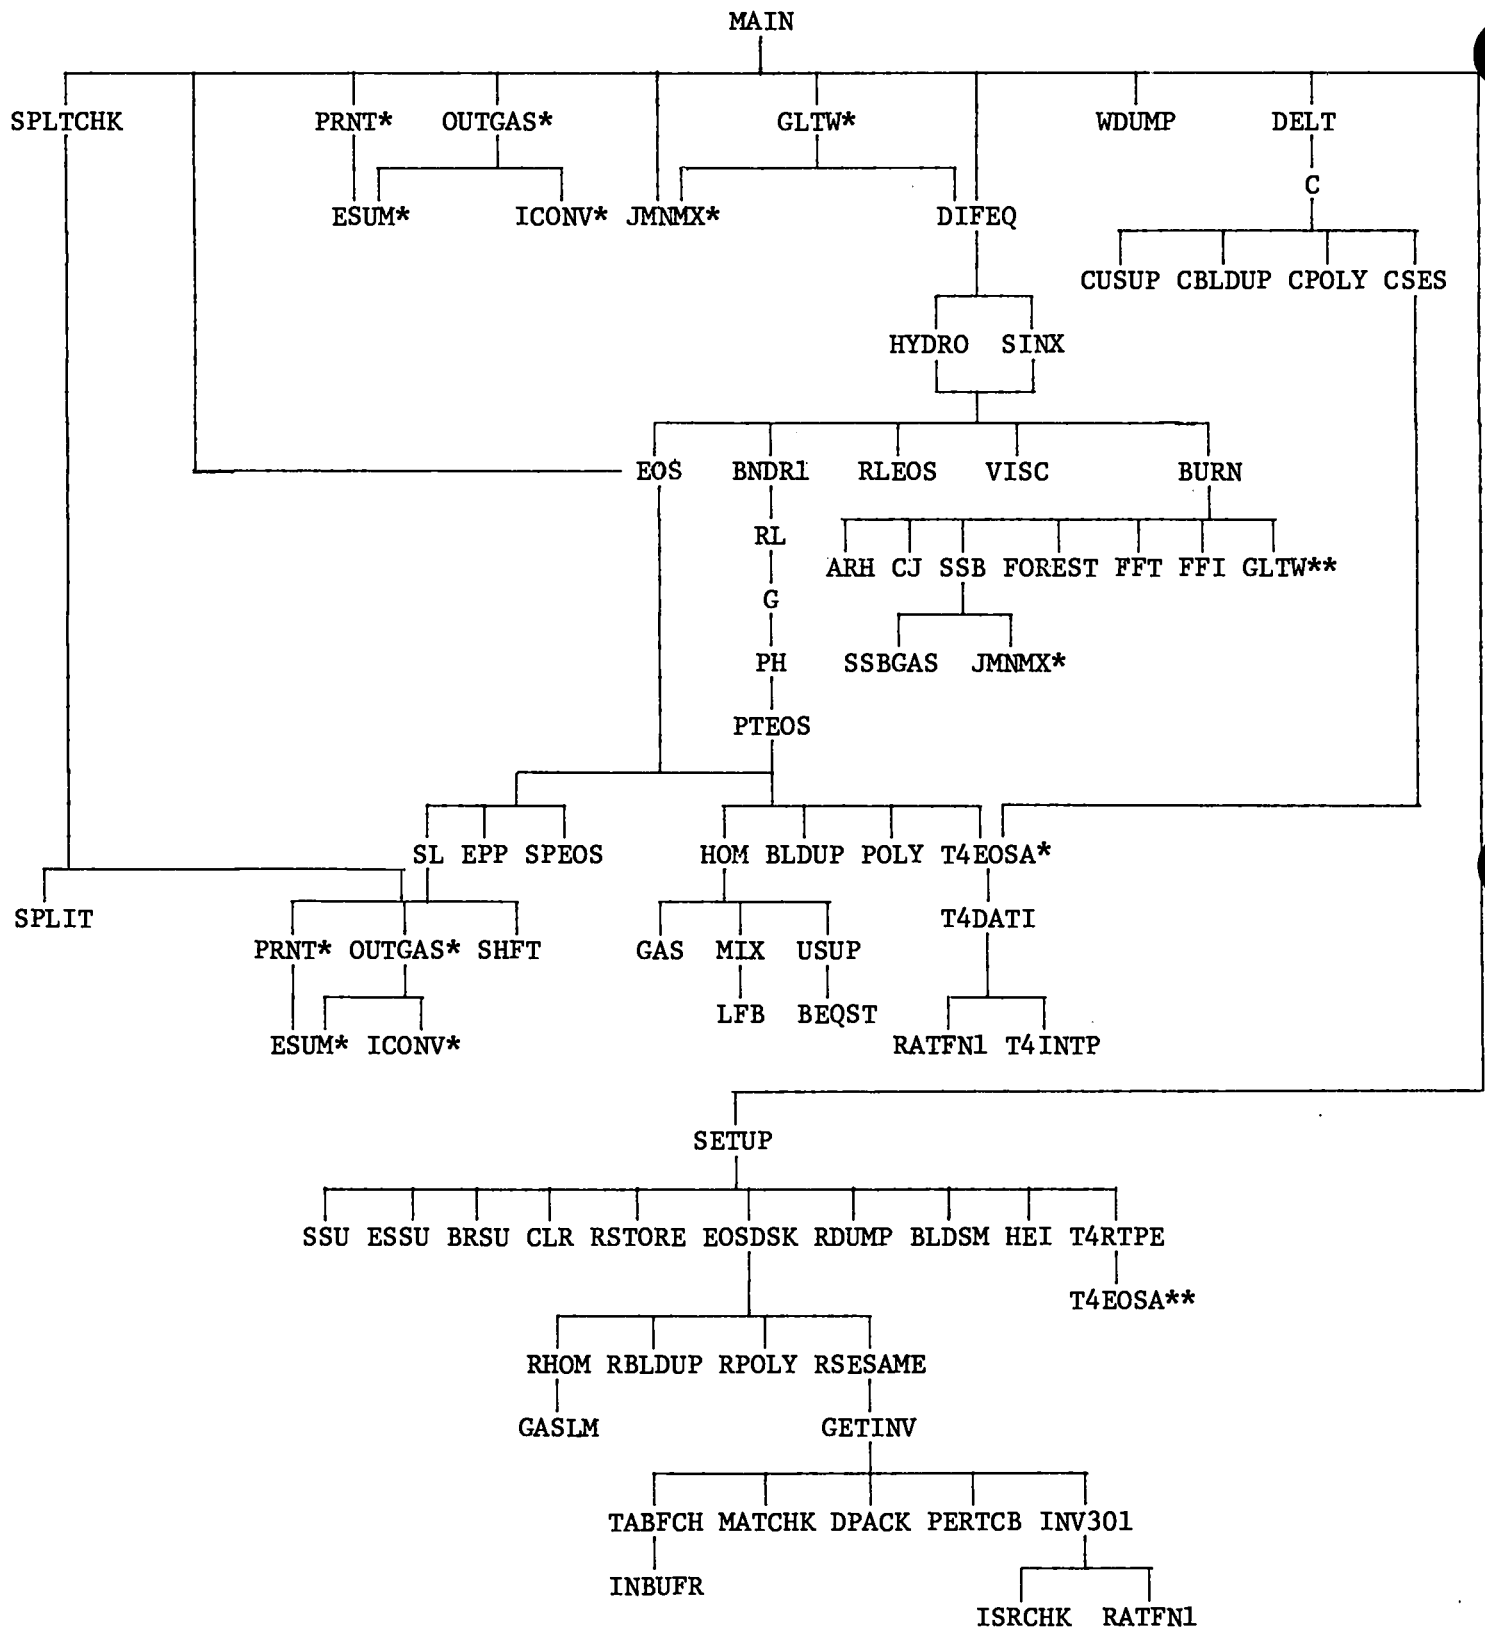 MAIN
SPLTCHK PRNT* OUTGAS* GLTW* WDUMP DELT
C
ESUM* ICONV* JMNMX* DIFEQ
CUSUP CBLDUP CPOLY CSES
HYDRO SINX
EOS BNDR1 RLEOS VISC BURN
RL
ARH CJ SSB FOREST FFT FFI GLTW**
G
SSBGAS JMNMX*
PH
PTEOS
SL EPP SPEOS HOM BLDUP POLY T4EOSA*
SPLIT T4DATI
PRNT* OUTGAS* SHFT GAS MIX USUP
LFB BEQST
ESUM* ICONV* RATFN1 T4INTP
SETUP
SSU ESSU BRSU CLR RSTORE EOSDSK RDUMP BLDSM HEI T4RTPE
T4EOSA**
RHOM RBLDUP RPOLY RSESAME
GASLM GETINV
TABFCH MATCHK DPACK PERTCB INV301
INBUFR
ISRCHK RATFN1